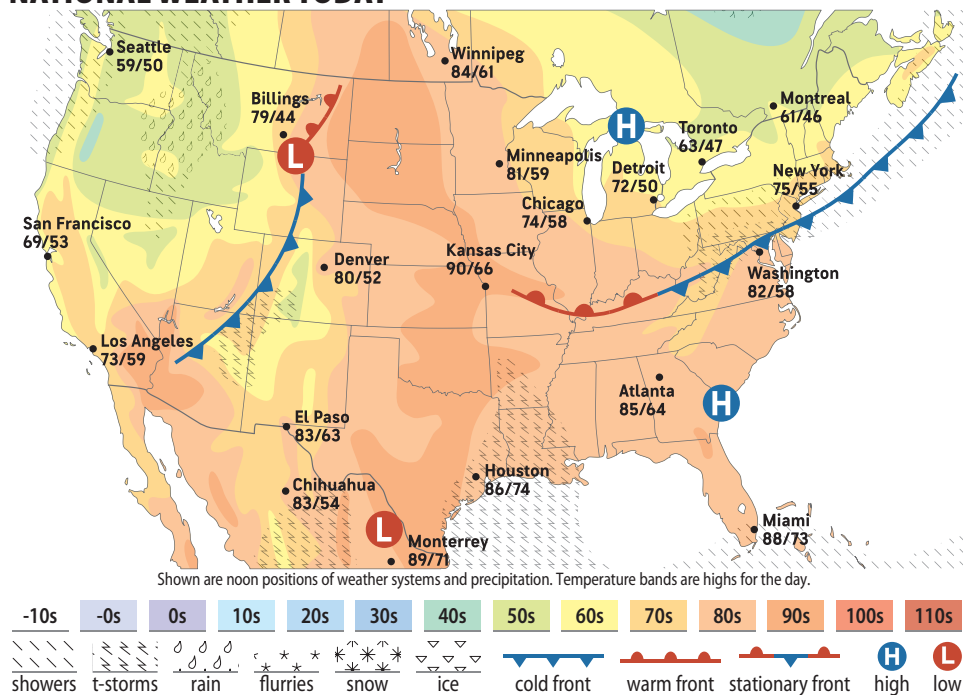 NATIONAL WEATHER TODAY
Seattle
59/50
Winnipeg
84/61
Billings
79/44
Montreal
61/46
H
Toronto
63/47
L
Minneapolis
81/59
Detroit
72/50
New York
75/55
Chicago
74/58
San Francisco
69/53
Kansas City
90/66
Denver
80/52
Washington
82/58
Los Angeles
73/59
Atlanta
85/64
H
El Paso
83/63
Houston
86/74
Chihuahua
83/54
L
Monterrey
89/71
Miami
88/73
Shown are noon positions of weather systems and precipitation. Temperature bands are highs for the day.
-10s -0s 0s 10s 20s 30s 40s 50s 60s 70s 80s 90s 100s 110s
H L
showers t-storms rain flurries snow ice cold front warm front stationary front high low